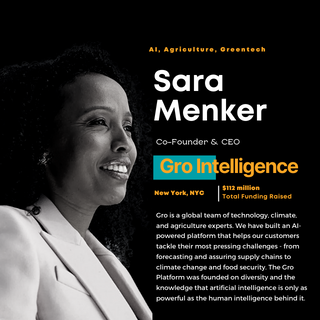 AI, Agriculture, Greentech
Sara
Menker
Co-Founder & CEO
Gro Intelligence
New York, NYC
$112 million
Total Funding Raised
Gro is a global team of technology, climate,
and agriculture experts. We have built an AI-
powered platform that helps our customers
tackle their most pressing challenges - from
forecasting and assuring supply chains to
climate change and food security. The Gro
Platform was founded on diversity and the
knowledge that artificial intelligence is only as
powerful as the human intelligence behind it.